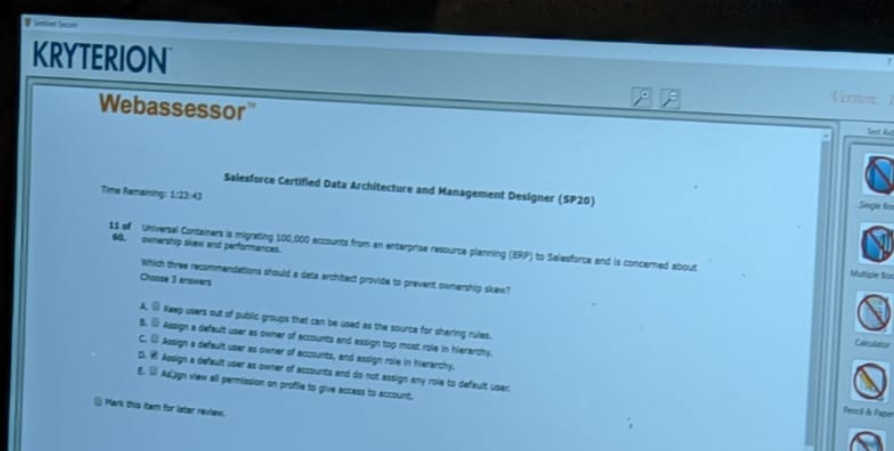 Sentinel Secure
KRYTERION
Webassessor™
Test Aid
Salesforce Certified Data Architecture and Management Designer (SP20)
Time Remaining: 1:23:43
11 of 60. Universal Containers is migrating 100,000 accounts from an enterprise resource planning (ERP) to Salesforce and is concerned about
ownership skew and performances.
Which three recommendations should a data architect provide to prevent ownership skew?
Choose 3 answers
A. Keep users out of public groups that can be used as the source for sharing rules.
B. Assign a default user as owner of accounts and assign top most role in hierarchy.
C. Assign a default user as owner of accounts, and assign role in hierarchy.
D. Assign a default user as owner of accounts and do not assign any role to default user.
E. Assign view all permission on profile to give access to account.
Mark this item for later review.
Single Boo
Multiple Boo
Calculator
Pencil & Paper